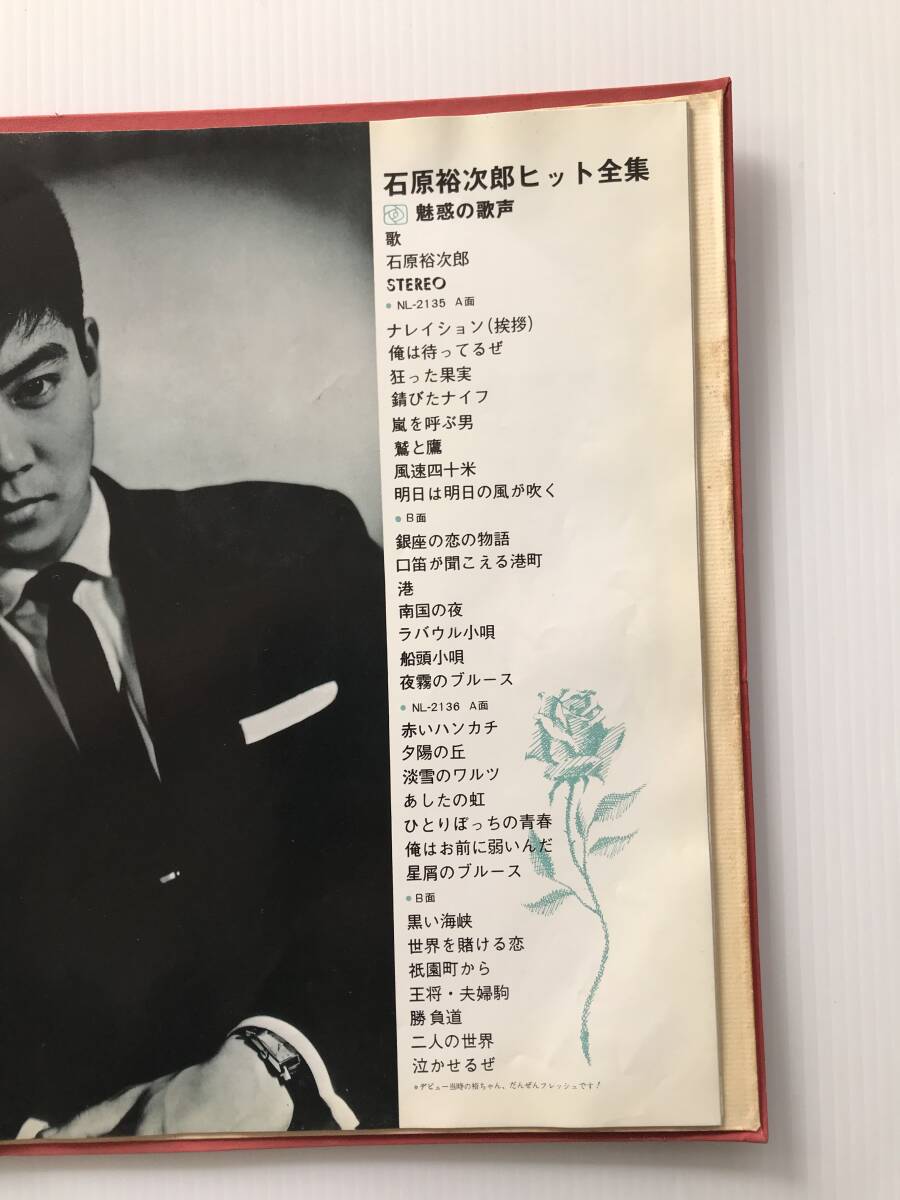 石原裕次郎ヒット全集
魅惑の歌声
歌
石原裕次郎
STEREO
• NL-2135 A面
ナレイション(挨拶)
俺は待ってるぜ
狂った果実
錆びたナイフ
嵐を呼ぶ男
鷲と鷹
風速四十米
明日は明日の風が吹く
• B面
銀座の恋の物語
口笛が聞こえる港町
港
南国の夜
ラバウル小唄
船頭小唄
夜霧のブルース
• NL-2136 A面
赤いハンカチ
夕陽の丘
淡雪のワルツ
あしたの虹
ひとりぼっちの青春
俺はお前に弱いんだ
星屑のブルース
• B面
黒い海峡
世界を賭ける恋
祇園町から
王将・夫婦駒
勝負道
二人の世界
泣かせるぜ
*デビュー当時の裕ちゃん、だんぜんフレッシュです!